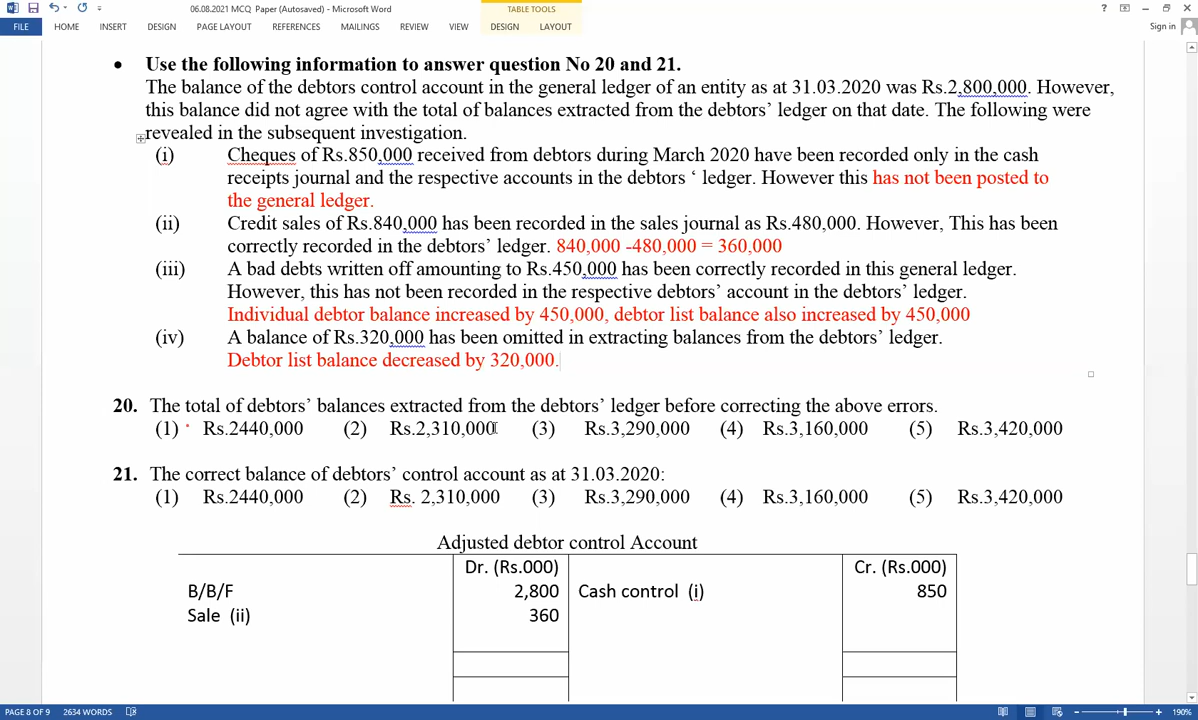 06.08.2021 MCQ Paper (Autosaved) - Microsoft Word
TABLE TOOLS
FILE HOME INSERT DESIGN PAGE LAYOUT REFERENCES MAILINGS REVIEW VIEW DESIGN LAYOUT Sign in
• Use the following information to answer question No 20 and 21.
The balance of the debtors control account in the general ledger of an entity as at 31.03.2020 was Rs.2,800,000. However,
this balance did not agree with the total of balances extracted from the debtors’ ledger on that date. The following were
revealed in the subsequent investigation.
(i) Cheques of Rs.850,000 received from debtors during March 2020 have been recorded only in the cash
receipts journal and the respective accounts in the debtors ‘ ledger. However this has not been posted to
the general ledger.
(ii) Credit sales of Rs.840,000 has been recorded in the sales journal as Rs.480,000. However, This has been
correctly recorded in the debtors’ ledger. 840,000 -480,000 = 360,000
(iii) A bad debts written off amounting to Rs.450,000 has been correctly recorded in this general ledger.
However, this has not been recorded in the respective debtors’ account in the debtors’ ledger.
Individual debtor balance increased by 450,000, debtor list balance also increased by 450,000
(iv) A balance of Rs.320,000 has been omitted in extracting balances from the debtors’ ledger.
Debtor list balance decreased by 320,000.
20. The total of debtors’ balances extracted from the debtors’ ledger before correcting the above errors.
(1) Rs.2440,000 (2) Rs.2,310,000 (3) Rs.3,290,000 (4) Rs.3,160,000 (5) Rs.3,420,000
21. The correct balance of debtors’ control account as at 31.03.2020:
(1) Rs.2440,000 (2) Rs. 2,310,000 (3) Rs.3,290,000 (4) Rs.3,160,000 (5) Rs.3,420,000
Adjusted debtor control Account
Dr. (Rs.000) Cr. (Rs.000)
B/B/F 2,800 Cash control (i) 850
Sale (ii) 360
PAGE 8 OF 9 2634 WORDS 190%